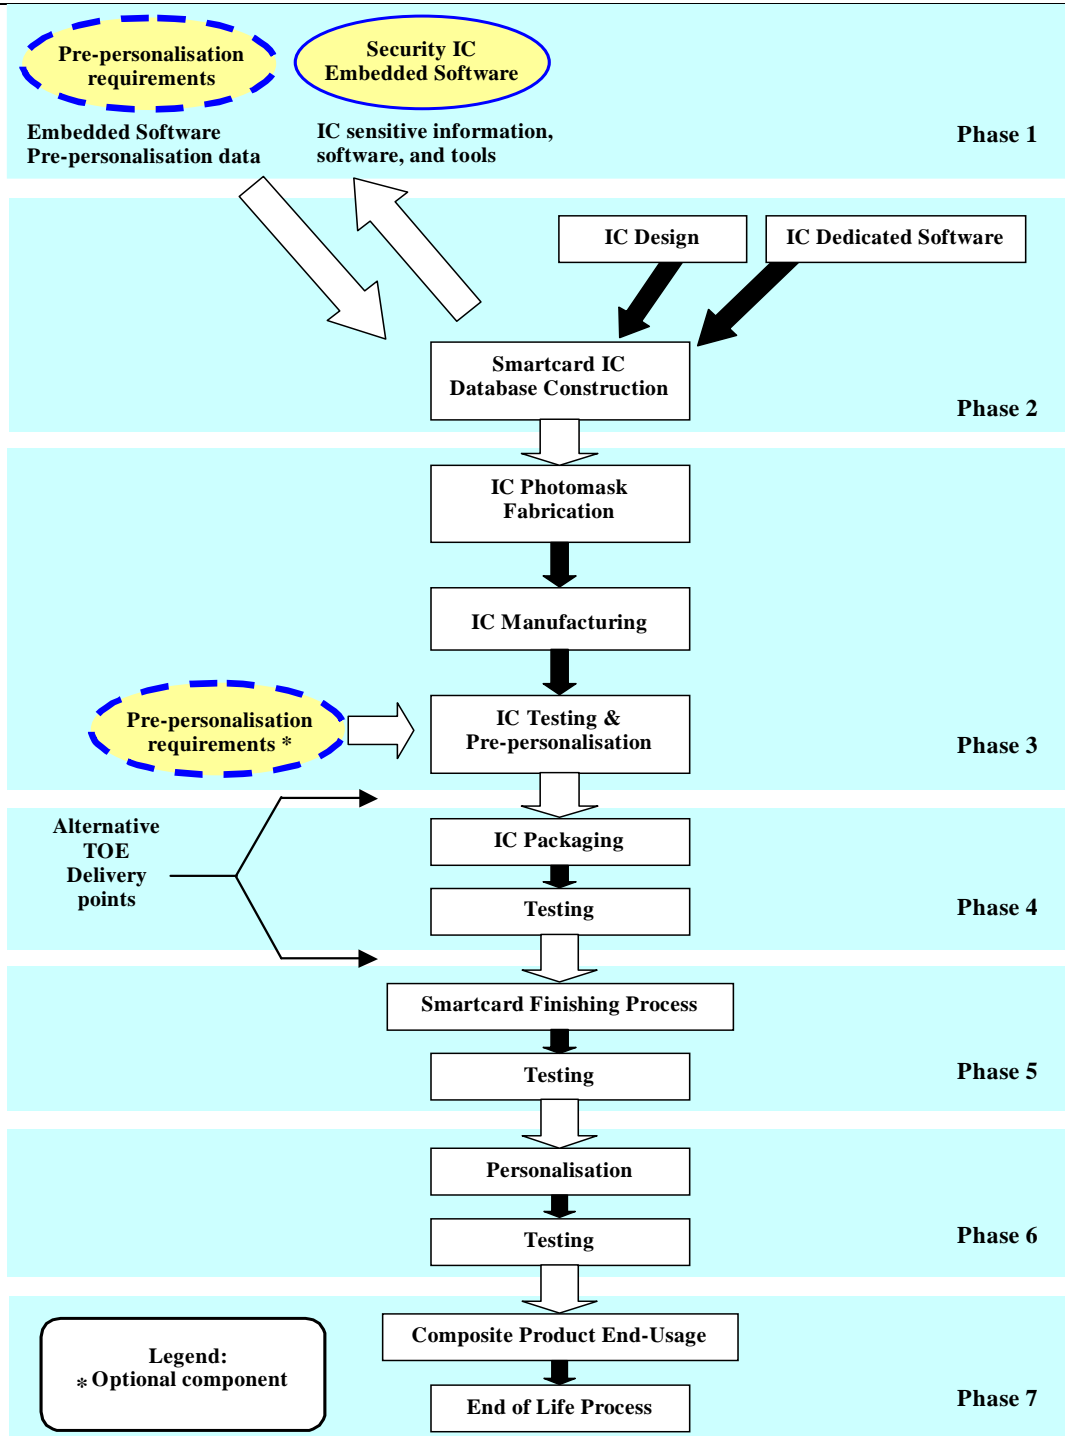 Pre-personalisation
requirements
Security IC
Embedded Software
Embedded Software
Pre-personalisation data
IC sensitive information,
software, and tools
Phase 1
IC Design
IC Dedicated Software
Smartcard IC
Database Construction
Phase 2
IC Photomask
Fabrication
IC Manufacturing
Pre-personalisation
requirements *
IC Testing &
Pre-personalisation
Phase 3
Alternative
TOE
Delivery
points
IC Packaging
Testing
Phase 4
Smartcard Finishing Process
Testing
Phase 5
Personalisation
Testing
Phase 6
Composite Product End-Usage
Legend:
* Optional component
End of Life Process
Phase 7